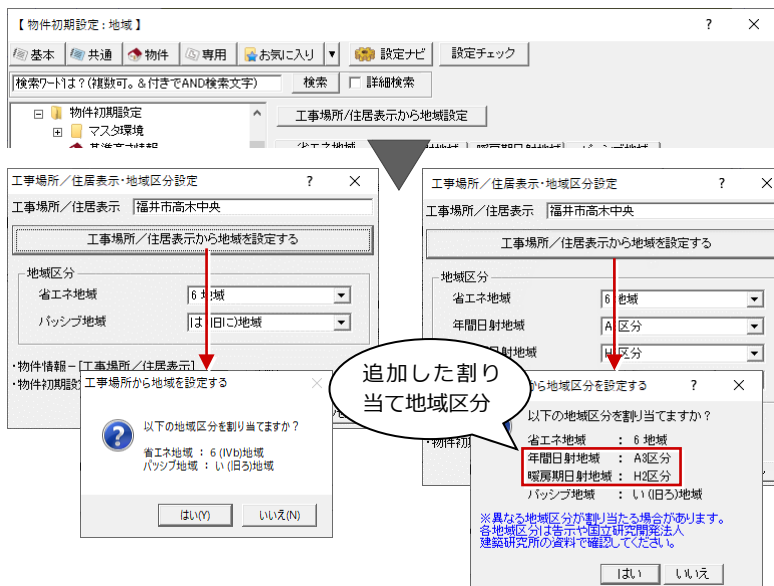 【物件初期設定：地域】 ? ×
基本 共通 物件 専用 お気に入り ▼ 設定ナビ 設定チェック
検索ワードは？(複数可。＆付きでAND検索文字) 検索 詳細検索
物件初期設定
マスタ環境
工事場所/住居表示から地域設定
工事場所／住居表示・地域区分設定 ? ×
工事場所／住居表示 福井市高木中央
工事場所／住居表示から地域を設定する
地域区分
省エネ地域 6 地域
パッシブ地域
・物件情報－[工事場所／住居表示]
・物件初期設
工事場所から地域を設定する ×
以下の地域区分を割り当てますか？
省エネ地域 ： 6 (IVb)地域
パッシブ地域 ： い (旧ろ)地域
はい(Y) いいえ(N)
工事場所／住居表示・地域区分設定 ? ×
工事場所／住居表示 福井市高木中央
工事場所／住居表示から地域を設定する
地域区分
省エネ地域 6 地域
年間日射地域 区分
区分
追加した割り
当て地域区分
から地域区分を設定する ? ×
以下の地域区分を割り当てますか？
省エネ地域 ： 6 地域
年間日射地域 ： A3区分
暖房期日射地域 ： H2区分
パッシブ地域 ： い (旧ろ)地域
※異なる地域区分が割り当たる場合があります。
各地域区分は告示や国立研究開発法人
建築研究所の資料で確認してください。
はい いいえ
・物件初